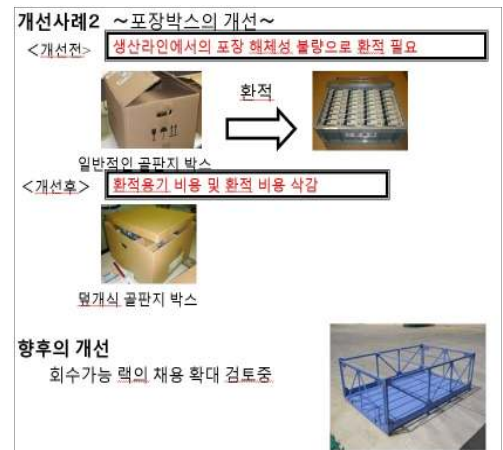 개선사례2 ~포장박스의 개선~
<개선전>
생산라인에서의 포장 해체성 불량으로 환적 필요
환적
일반적인 골판지 박스
<개선후>
환적용기 비용 및 환적 비용 삭감
덮개식 골판지 박스
향후의 개선
회수가능 랙의 채용 확대 검토중